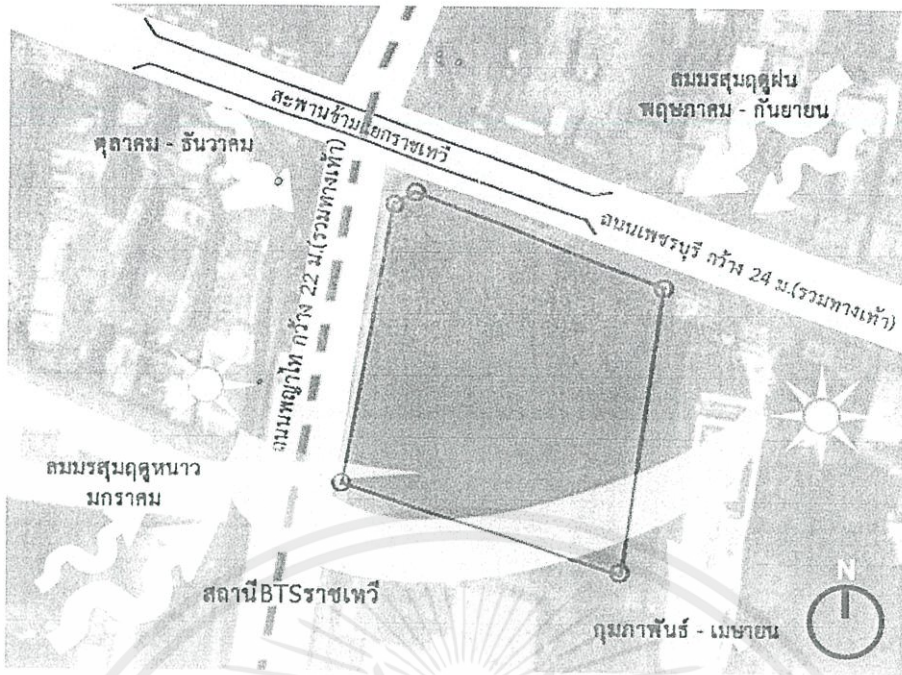 ลมมรสุมฤดูฝน
พฤษภาคม - กันยายน
สะพานข้ามแยกราชเทวี
ตุลาคม - ธันวาคม
ถนนเพชรบุรี กว้าง 24 ม.(รวมทางเท้า)
ถนนพญาไท กว้าง 22 ม.(รวมทางเท้า)
ลมมรสุมฤดูหนาว
มกราคม
สถานีBTSราชเทวี
กุมภาพันธ์ - เมษายน
N